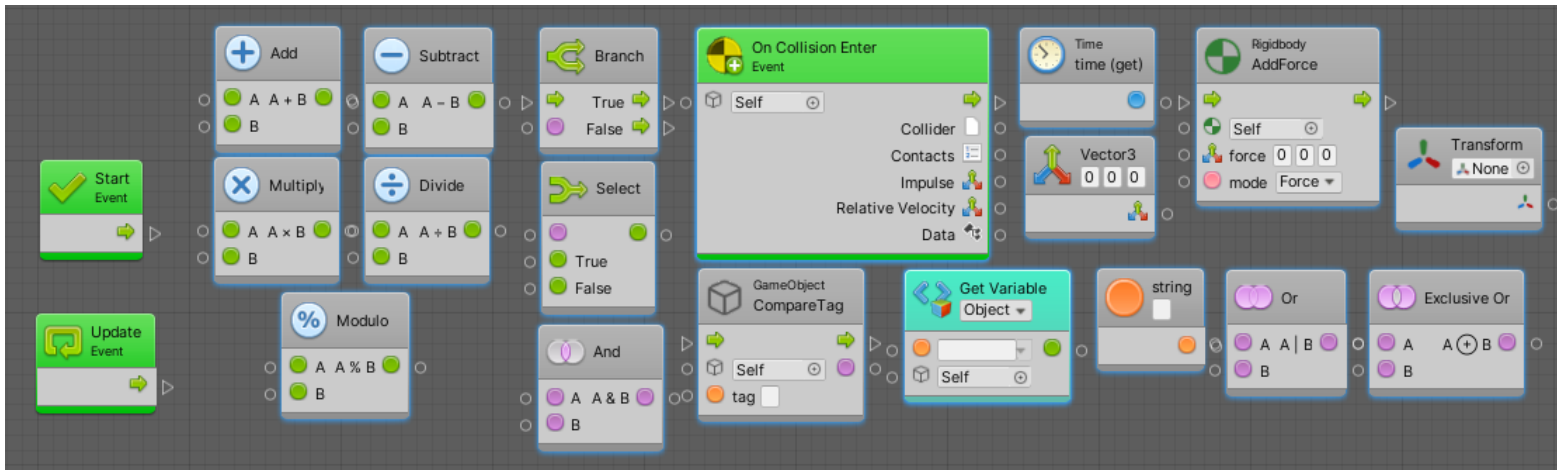 Start
Event
Update
Event
Add
A A + B
B
Subtract
A A − B
B
Multiply
A A × B
B
Divide
A A ÷ B
B
% Modulo
A A % B
B
Branch
True
False
Select
True
False
And
A A & B
B
On Collision Enter
Event
Self
Collider
Contacts
Impulse
Relative Velocity
Data
GameObject
CompareTag
Self
tag
Get Variable
Object
Self
Time
time (get)
Vector3
0 0 0
string
Rigidbody
AddForce
Self
force 0 0 0
mode Force
Transform
None
Or
A A | B
B
Exclusive Or
A A + B
B